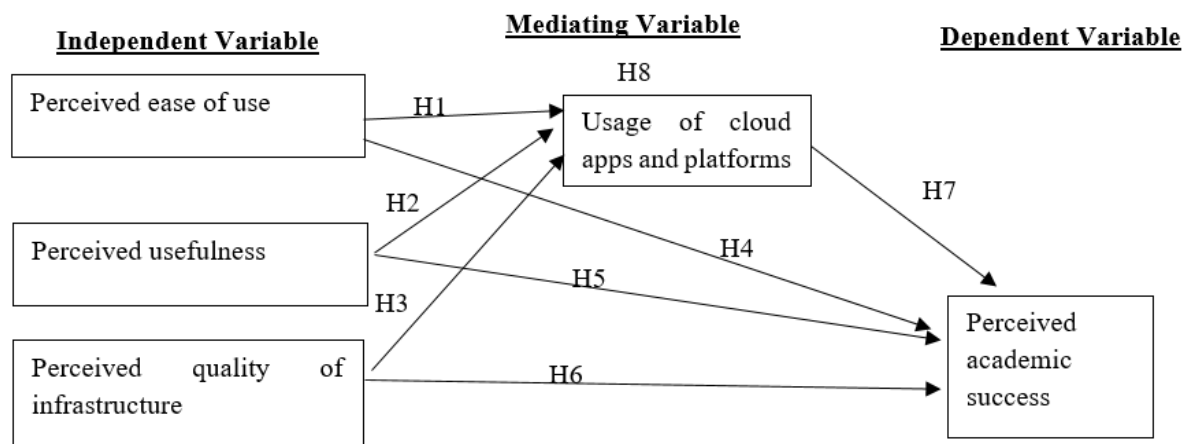 Independent Variable
Mediating Variable
Dependent Variable
H8
Perceived ease of use
H1
Usage of cloud
apps and platforms
H7
H2
Perceived usefulness
H4
H5
H3
Perceived quality of
infrastructure
H6
Perceived
academic
success